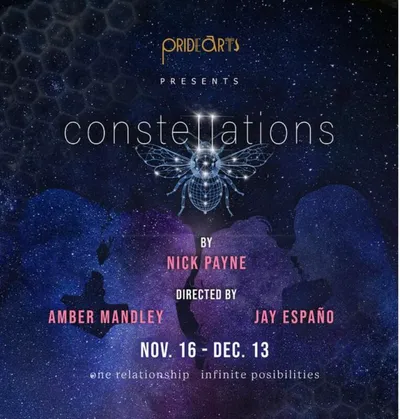 PRIDEARTS
PRESENTS
constellations
BY
NICK PAYNE
DIRECTED BY
AMBER MANDLEY JAY ESPAÑO
NOV. 16 - DEC. 13
one relationship infinite posibilities